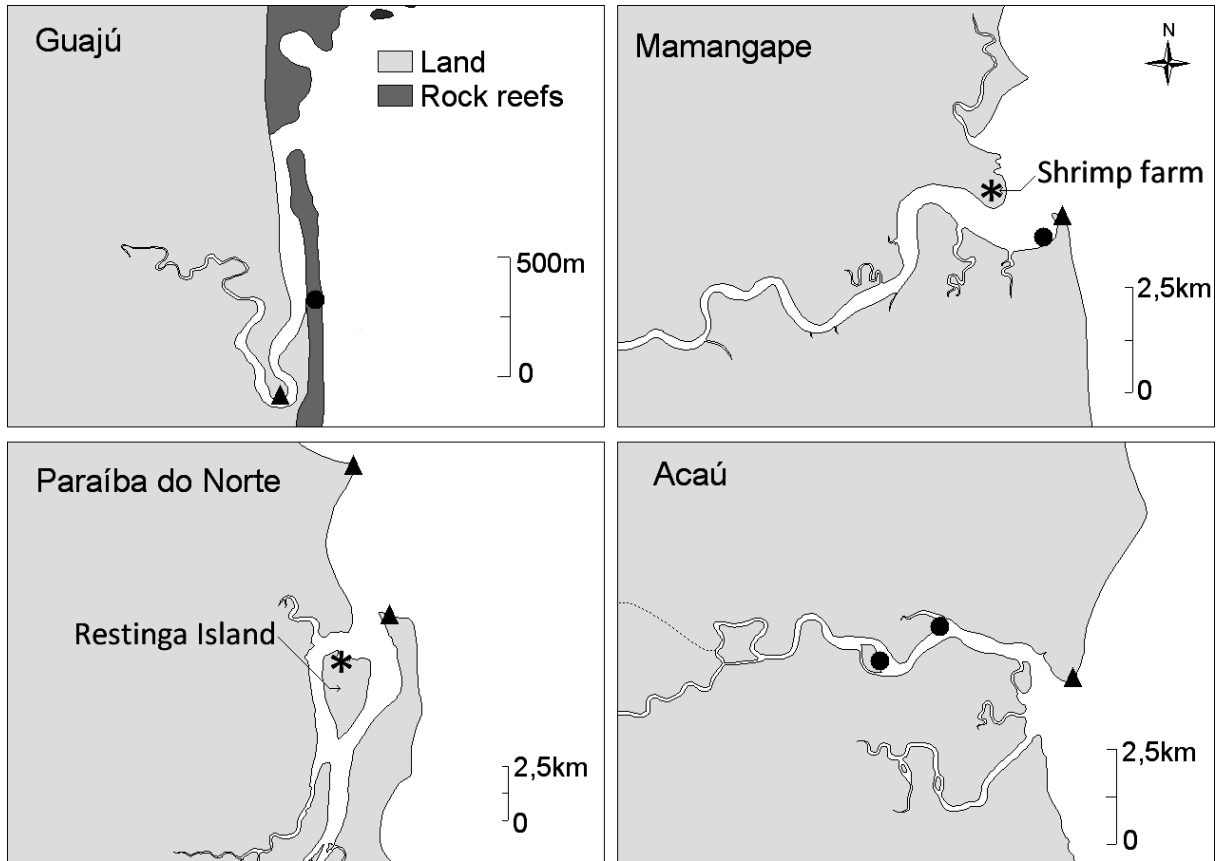 Guajú
Land
Rock reefs
500m
0
Mamangape
N
Shrimp farm
2,5km
0
Paraíba do Norte
Restinga Island
2,5km
0
Acaú
2,5km
0